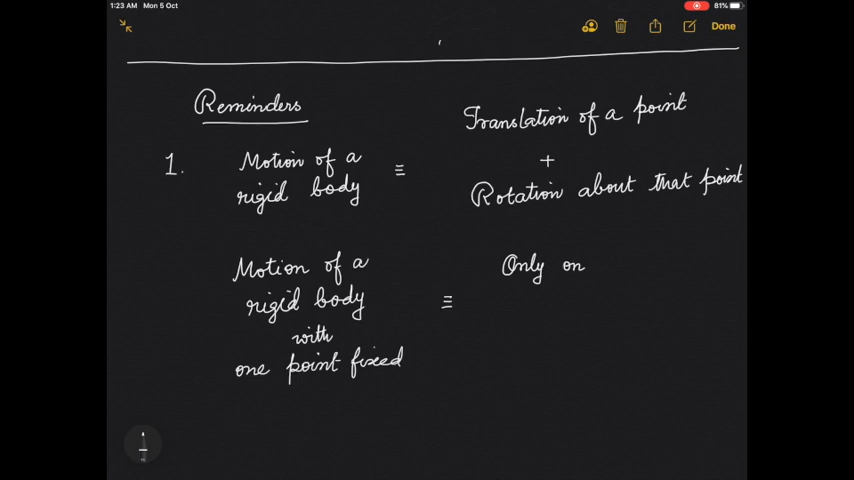 1:23 AM Mon 5 Oct
81%
Done
Reminders
1. Motion of a rigid body ≡ Translation of a point
+
Rotation about that point
Motion of a
rigid body
with
one point fixed
≡ Only on